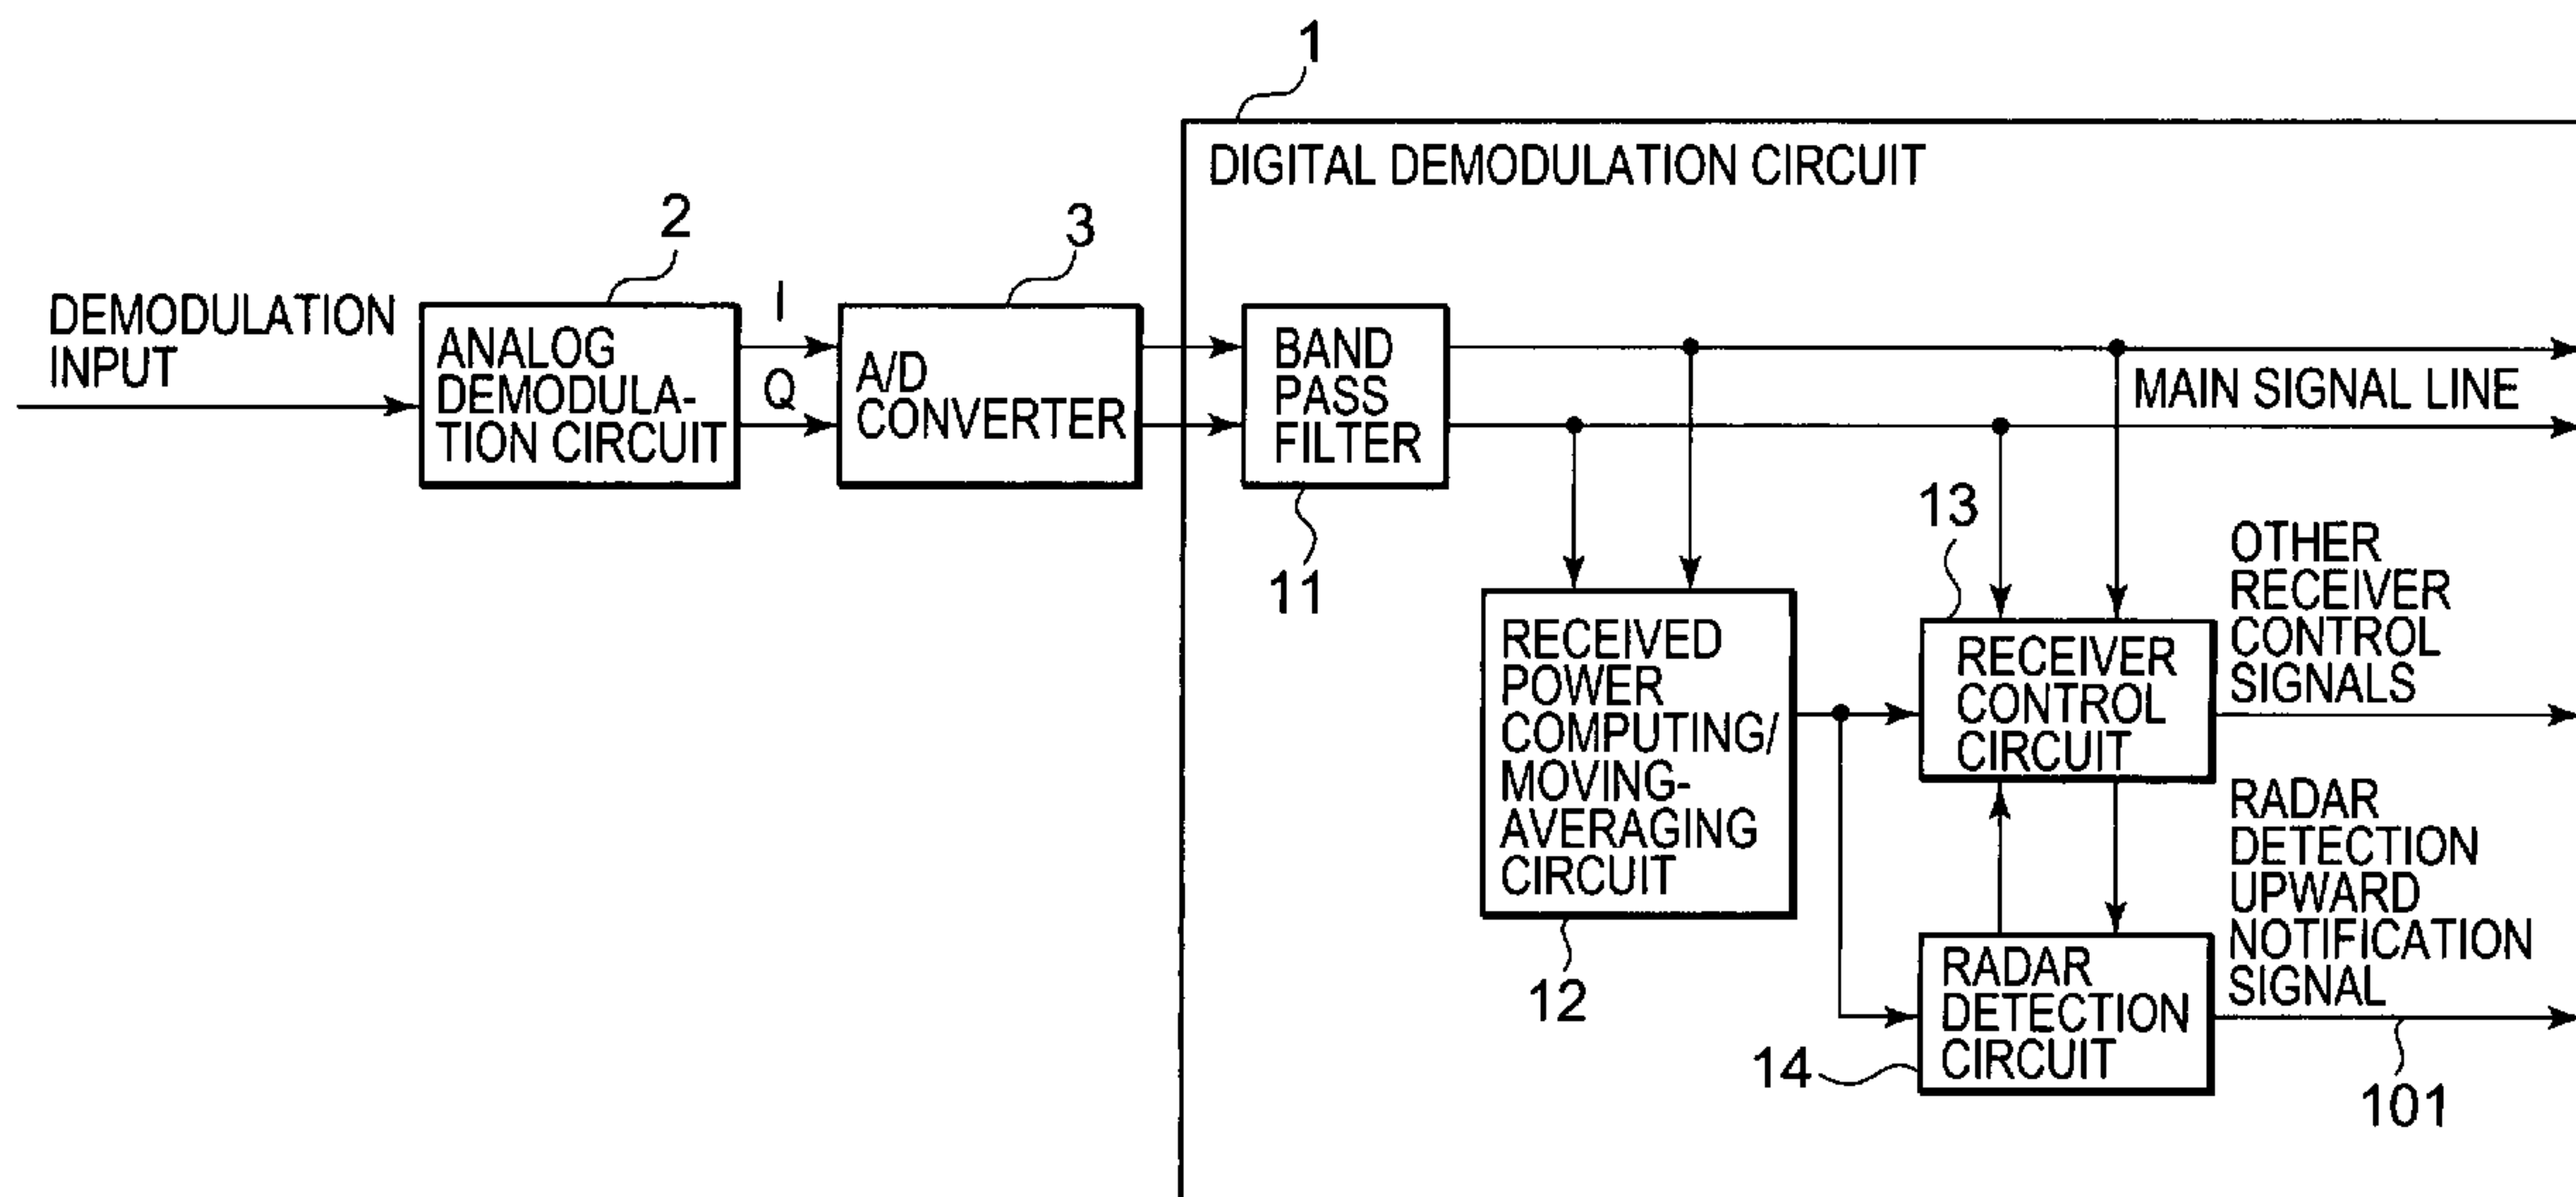 1
DIGITAL DEMODULATION CIRCUIT
2
3
DEMODULATION
INPUT
ANALOG
DEMODULA-
TION CIRCUIT
I
Q
A/D
CONVERTER
BAND
PASS
FILTER
11
MAIN SIGNAL LINE
RECEIVED
POWER
COMPUTING/
MOVING-
AVERAGING
CIRCUIT
12
13
RECEIVER
CONTROL
CIRCUIT
OTHER
RECEIVER
CONTROL
SIGNALS
RADAR
DETECTION
CIRCUIT
14
RADAR
DETECTION
UPWARD
NOTIFICATION
SIGNAL
101